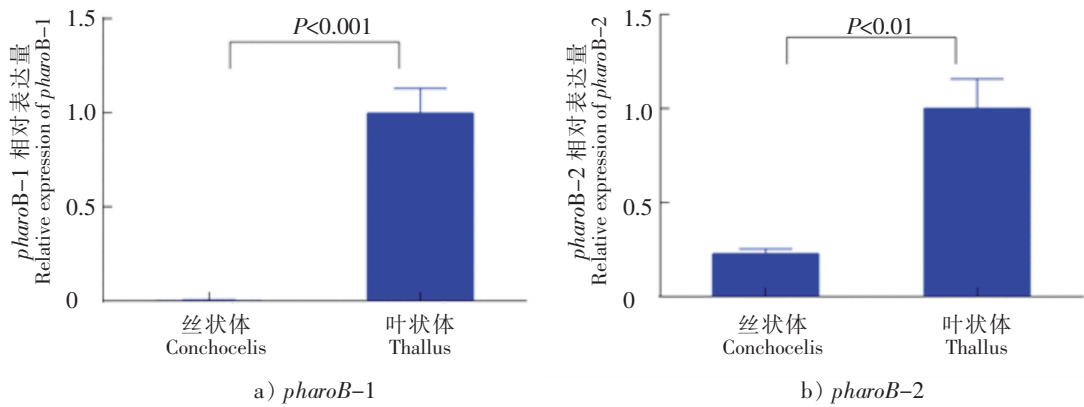 pharoB-1 相对表达量
Relative expression of pharoB-1
1.5
1.0
0.5
0
P<0.001
丝状体
Conchocelis
叶状体
Thallus
a) pharoB-1
pharoB-2 相对表达量
Relative expression of pharoB-2
1.5
1.0
0.5
0
P<0.01
丝状体
Conchocelis
叶状体
Thallus
b) pharoB-2